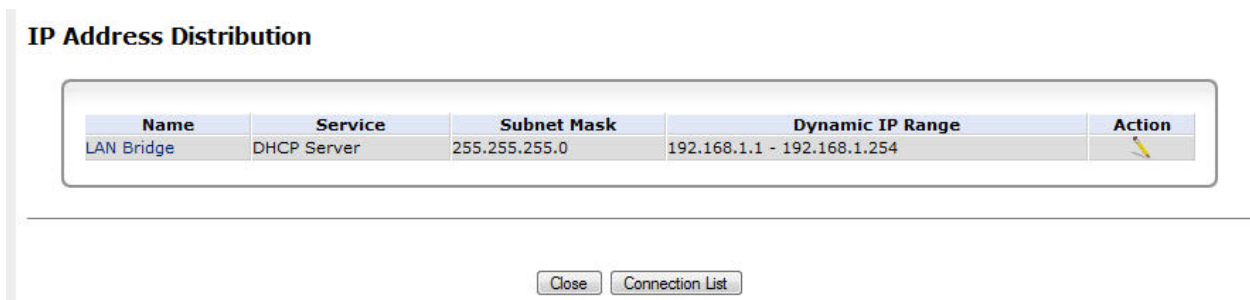 IP Address Distribution
Name Service Subnet Mask Dynamic IP Range Action
LAN Bridge DHCP Server 255.255.255.0 192.168.1.1 - 192.168.1.254
Close Connection List